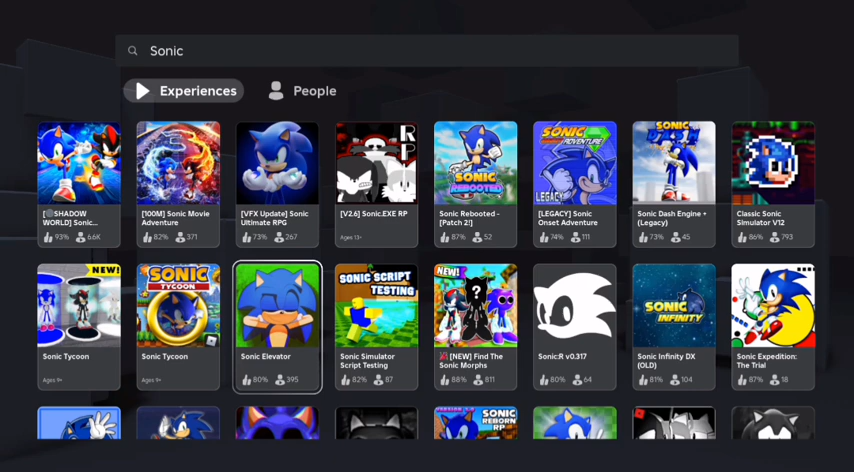 Sonic
Experiences
People
R
P
SONIC
REBOOTED
SONIC
ADVENTURE
LEGACY
SONIC
DASH
[🌑SHADOW
WORLD] Sonic...
93% 6.6K
[100M] Sonic Movie
Adventure
82% 371
[VFX Update] Sonic
Ultimate RPG
73% 267
[V2.6] Sonic.EXE RP
Ages 13+
Sonic Rebooted -
[Patch 2!]
87% 52
[LEGACY] Sonic
Onset Adventure
74% 111
Sonic Dash Engine +
(Legacy)
73% 45
Classic Sonic
Simulator V12
86% 793
NEW!
SONIC
TYCOON
SONIC SCRIPT
TESTING
NEW!
?
SONIC
INFINITY
Sonic Tycoon
Ages 9+
Sonic Tycoon
Ages 9+
Sonic Elevator
80% 395
Sonic Simulator
Script Testing
82% 87
[NEW] Find The
Sonic Morphs
88% 811
Sonic:R v0.317
80% 64
Sonic Infinity DX
(OLD)
81% 104
Sonic Expedition:
The Trial
87% 18
SONIC
REBORN
RP